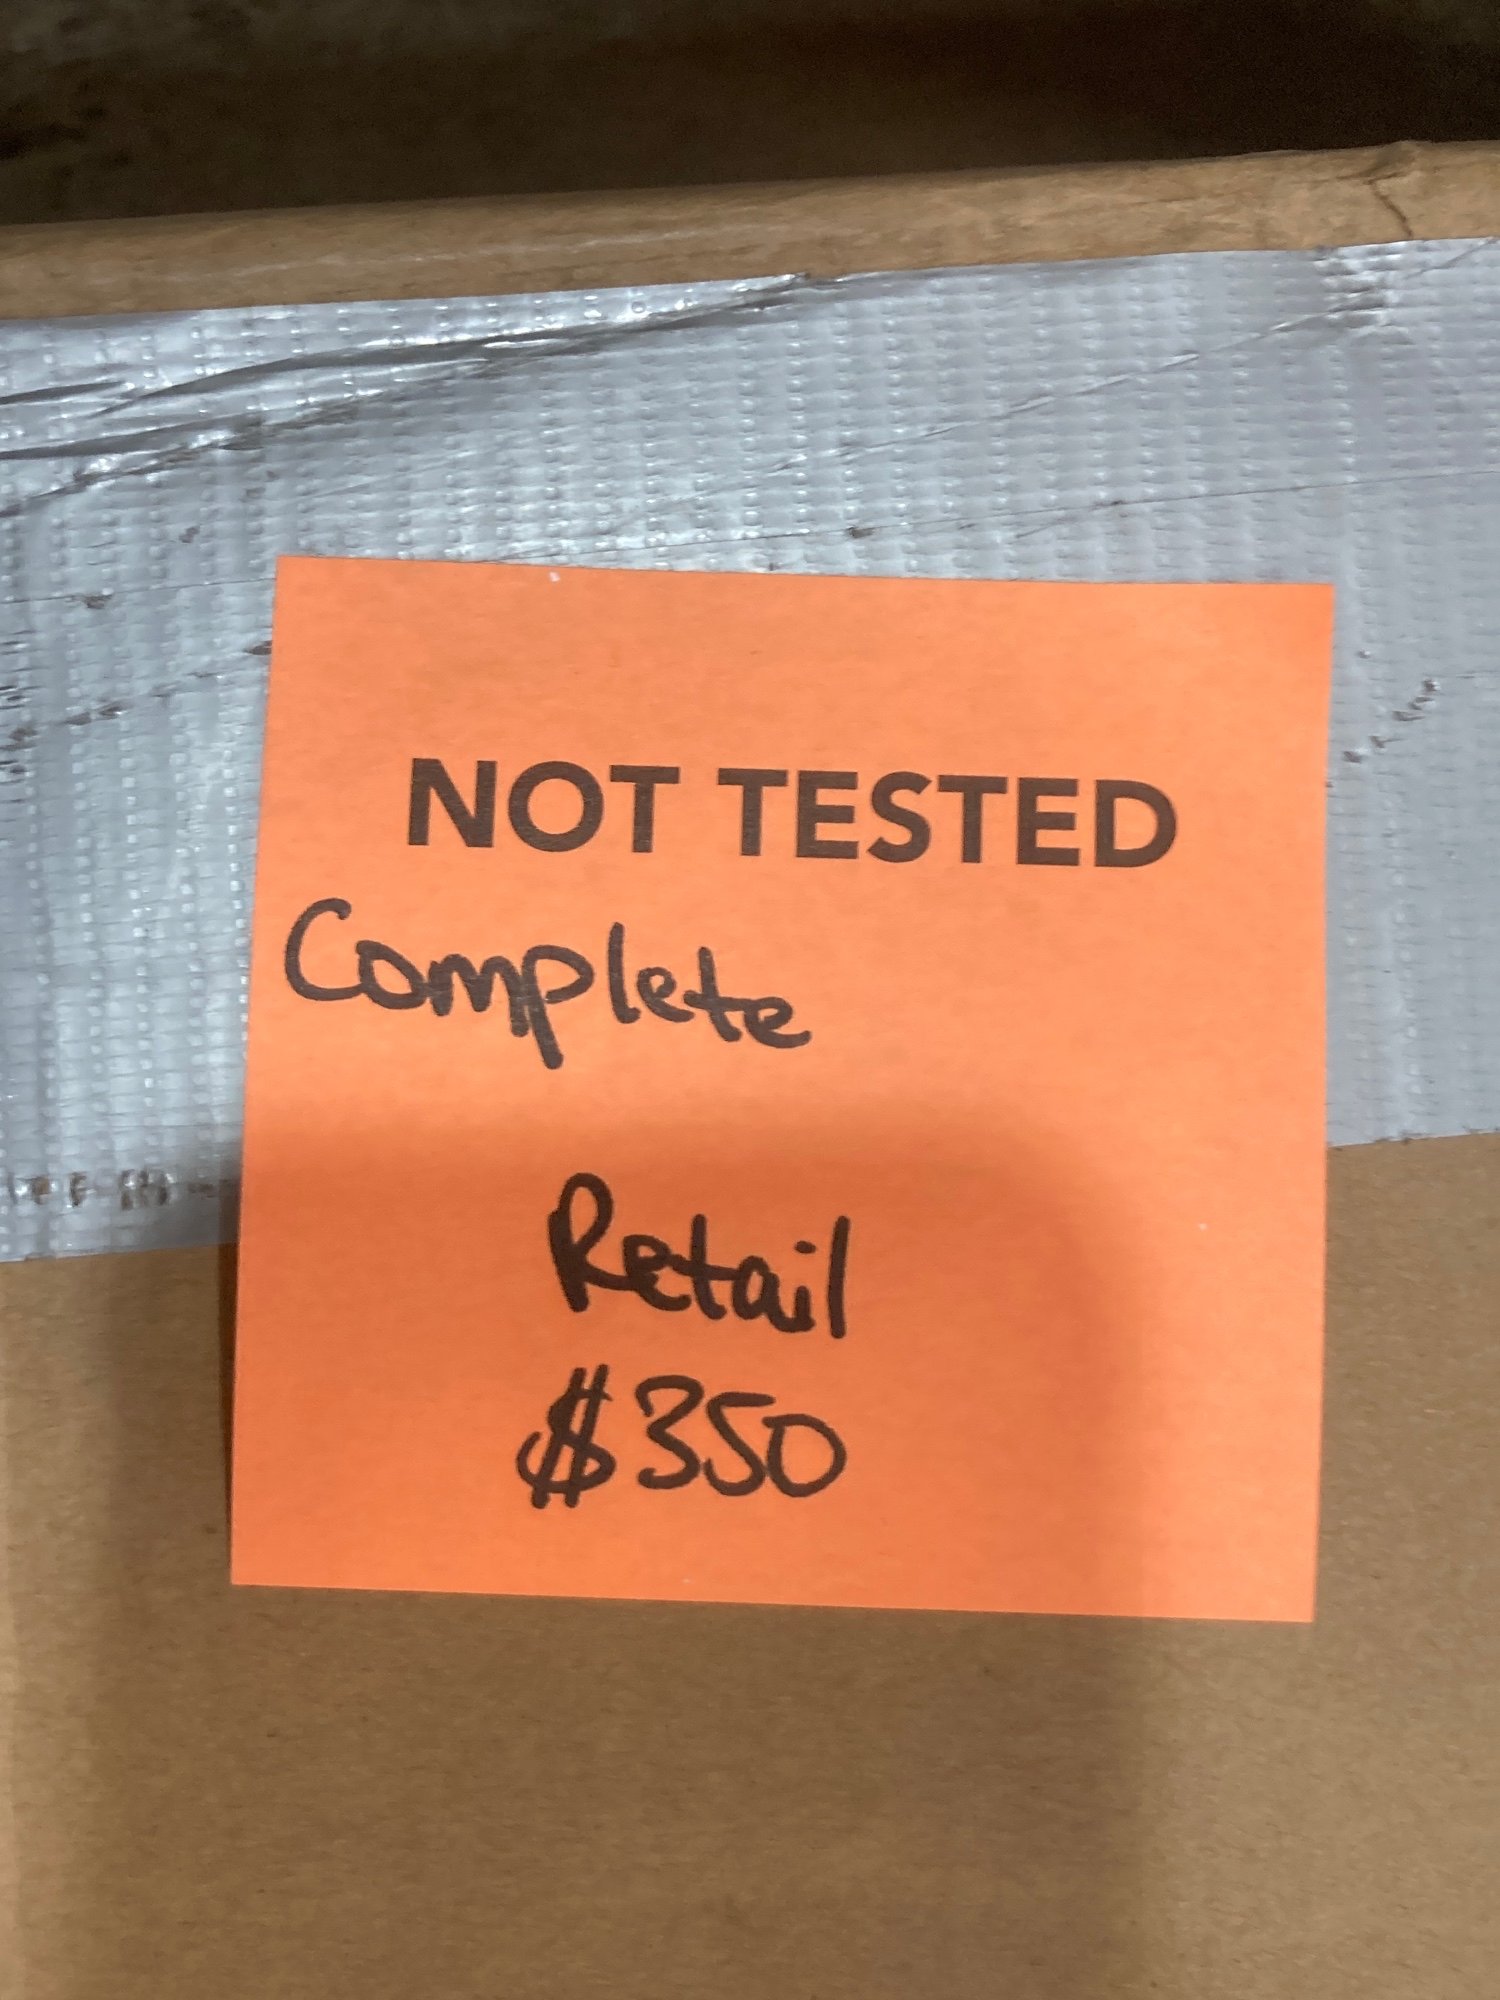 NOT TESTED
Complete
Retail
$350